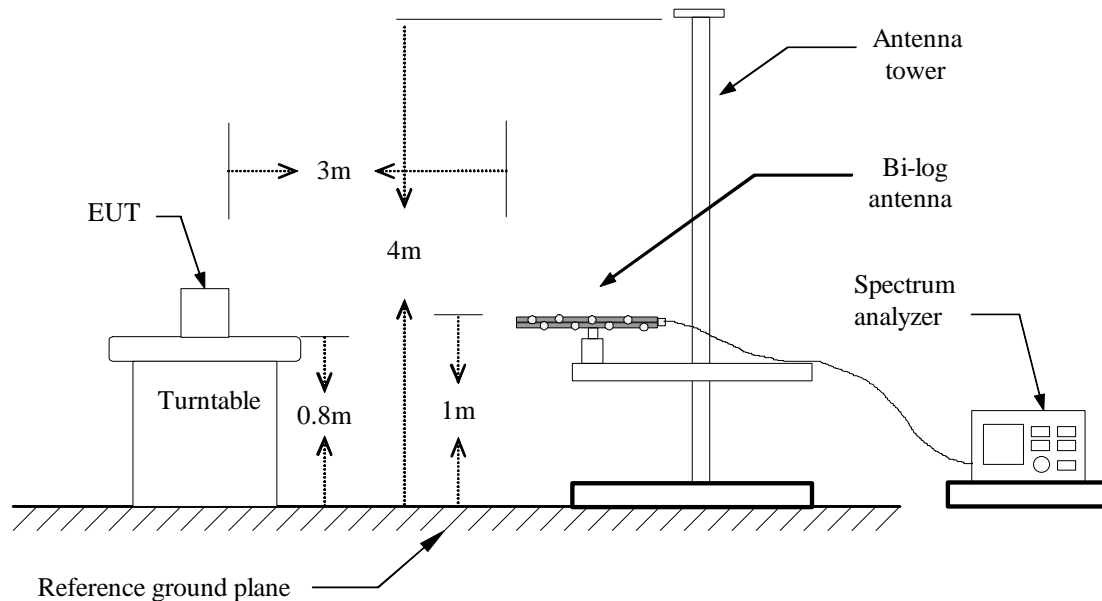 Antenna
tower
3m
Bi-log
antenna
EUT
4m
Spectrum
analyzer
Turntable
0.8m
1m
Reference ground plane